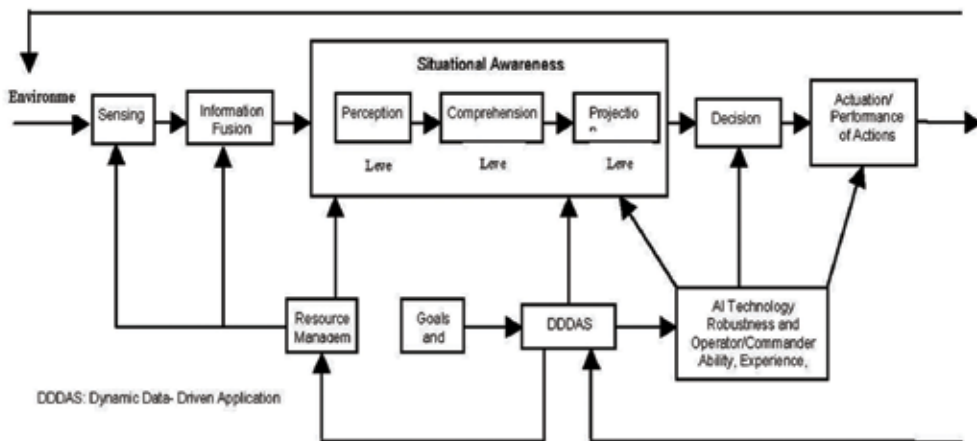 Situational Awareness
Environme
Sensing
Information
Fusion
Perception
Comprehension
Projectio
n
Decision
Actuation/
Performance
of Actions
Leve
Leve
Leve
Resource
Managem
Goals
and
DDDAS
AI Technology
Robustness and
Operator/Commander
Ability, Experience,
DDDAS: Dynamic Data- Driven Application